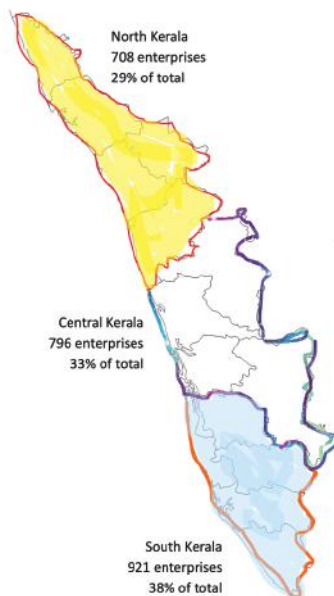 North Kerala
708 enterprises
29% of total
Central Kerala
796 enterprises
33% of total
South Kerala
921 enterprises
38% of total